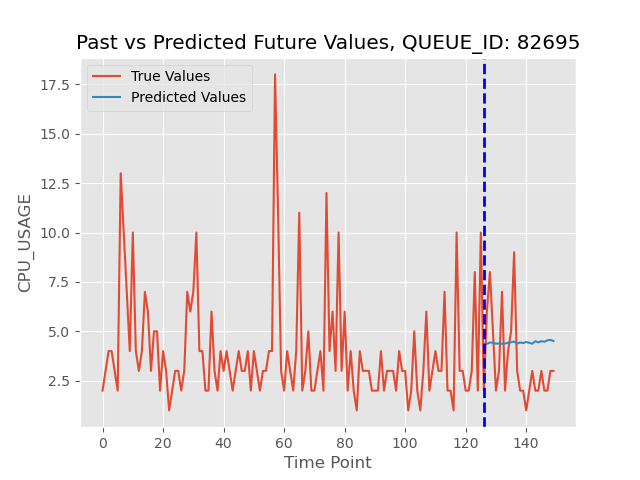 Past vs Predicted Future Values, QUEUE_ID: 82695
True Values
Predicted Values
CPU_USAGE
17.5
15.0
12.5
10.0
7.5
5.0
2.5
0 20 40 60 80 100 120 140
Time Point